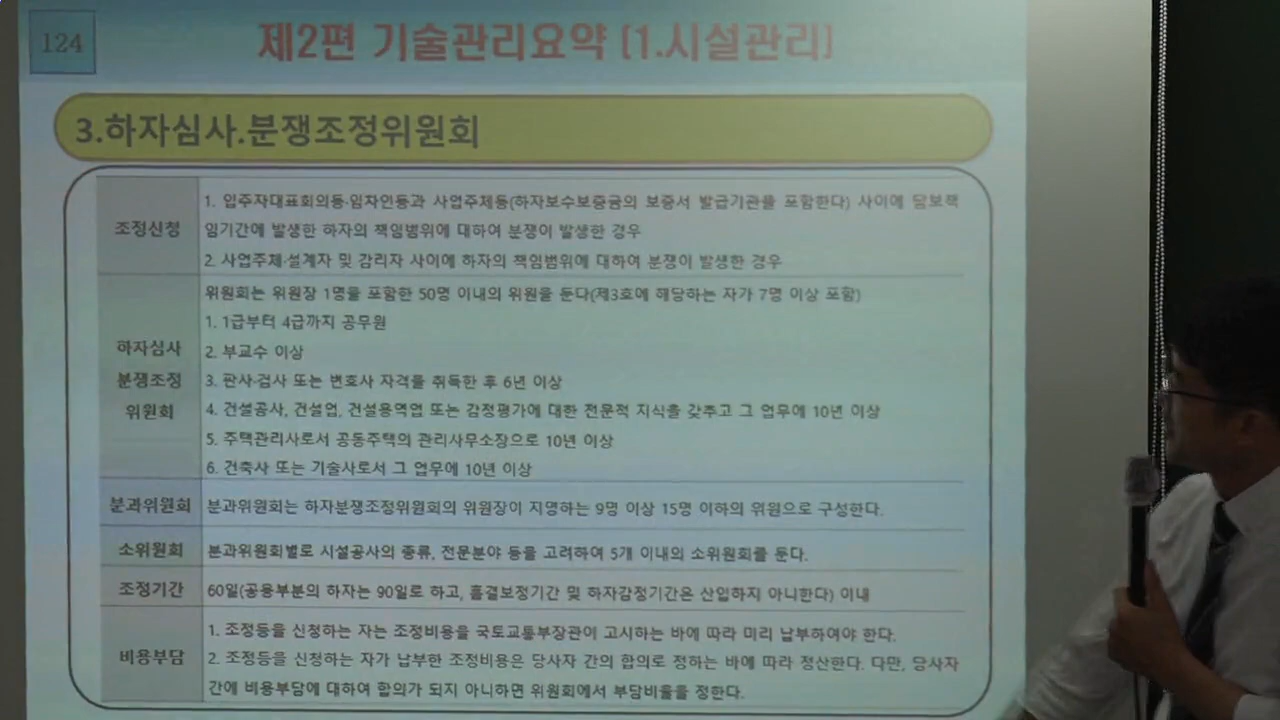 124
제2편 기술관리요약 [1.시설관리]
3.하자심사.분쟁조정위원회
조정신청
1. 입주자대표회의등·임차인등과 사업주체등(하자보수보증금의 보증서 발급기관를 포함한다) 사이에 담보책
임기간에 발생한 하자의 책임범위에 대하여 분쟁이 발생한 경우
2. 사업주체·설계자 및 감리자 사이에 하자의 책임범위에 대하여 분쟁이 발생한 경우
하자심사
분쟁조정
위원회
위원회는 위원장 1명을 포함한 50명 이내의 위원을 둔다(제3호에 해당하는 자가 7명 이상 포함)
1. 1급부터 4급까지 공무원
2. 부교수 이상
3. 판사·검사 또는 변호사 자격를 취득한 후 6년 이상
4. 건설공사, 건설업, 건설용역업 또는 감정평가에 대한 전문적 지식을 갖추고 그 업무에 10년 이상
5. 주택관리사로서 공동주택의 관리사무소장으로 10년 이상
6. 건축사 또는 기술사로서 그 업무에 10년 이상
분과위원회
분과위원회는 하자분쟁조정위원회의 위원장이 지명하는 9명 이상 15명 이하의 위원으로 구성한다.
소위원회
분과위원회별로 시설공사의 종류, 전문분야 등을 고려하여 5개 이내의 소위원회를 둔다.
조정기간
60일(공용부분의 하자는 90일로 하고, 흠결보정기간 및 하자감정기간은 산입하지 아니한다) 이내
비용부담
1. 조정등을 신청하는 자는 조정비용을 국토교통부장관이 고시하는 바에 따라 미리 납부하여야 한다.
2. 조정등을 신청하는 자가 납부한 조정비용은 당사자 간의 합의로 정하는 바에 따라 정산한다. 다만, 당사자
간에 비용부담에 대하여 합의가 되지 아니하면 위원회에서 부담비율을 정한다.